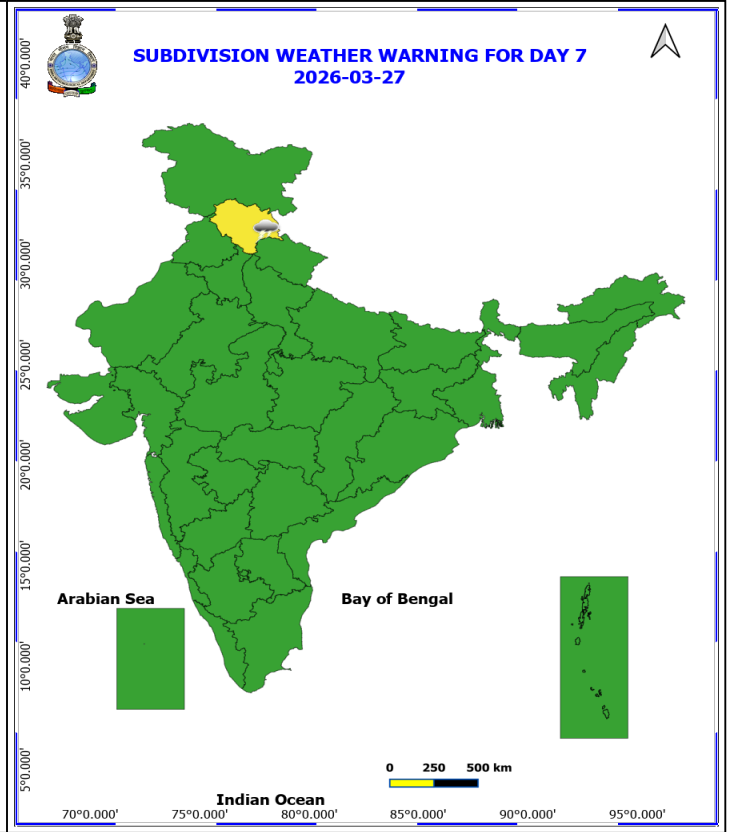 SUBDIVISION WEATHER WARNING FOR DAY 7
2026-03-27
40°0.000'
35°0.000'
30°0.000'
25°0.000'
20°0.000'
15°0.000'
10°0.000'
5°0.000'
Arabian Sea
Bay of Bengal
0 250 500 km
Indian Ocean
70°0.000' 75°0.000' 80°0.000' 85°0.000' 90°0.000' 95°0.000'